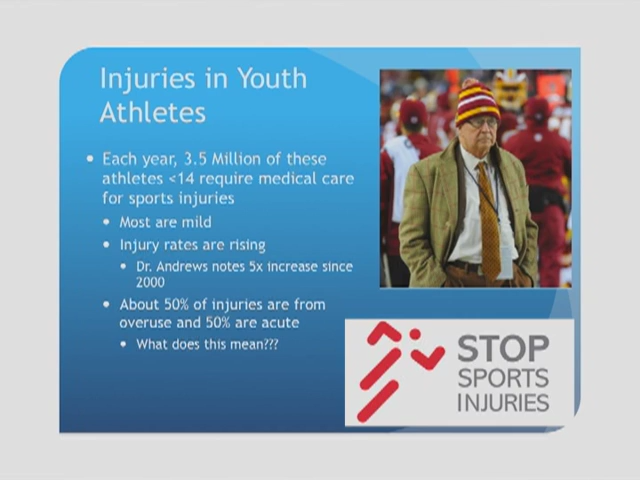 Injuries in Youth
Athletes
• Each year, 3.5 Million of these
athletes <14 require medical care
for sports injuries
• Most are mild
• Injury rates are rising
• Dr. Andrews notes 5x increase since
2000
• About 50% of injuries are from
overuse and 50% are acute
• What does this mean???
STOP
SPORTS
INJURIES